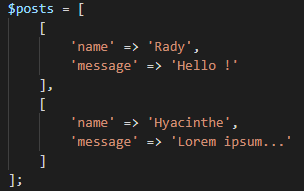 $posts = [
    [
        'name' => 'Rady',
        'message' => 'Hello !'
    ],
    [
        'name' => 'Hyacinthe',
        'message' => 'Lorem ipsum...'
    ]
];